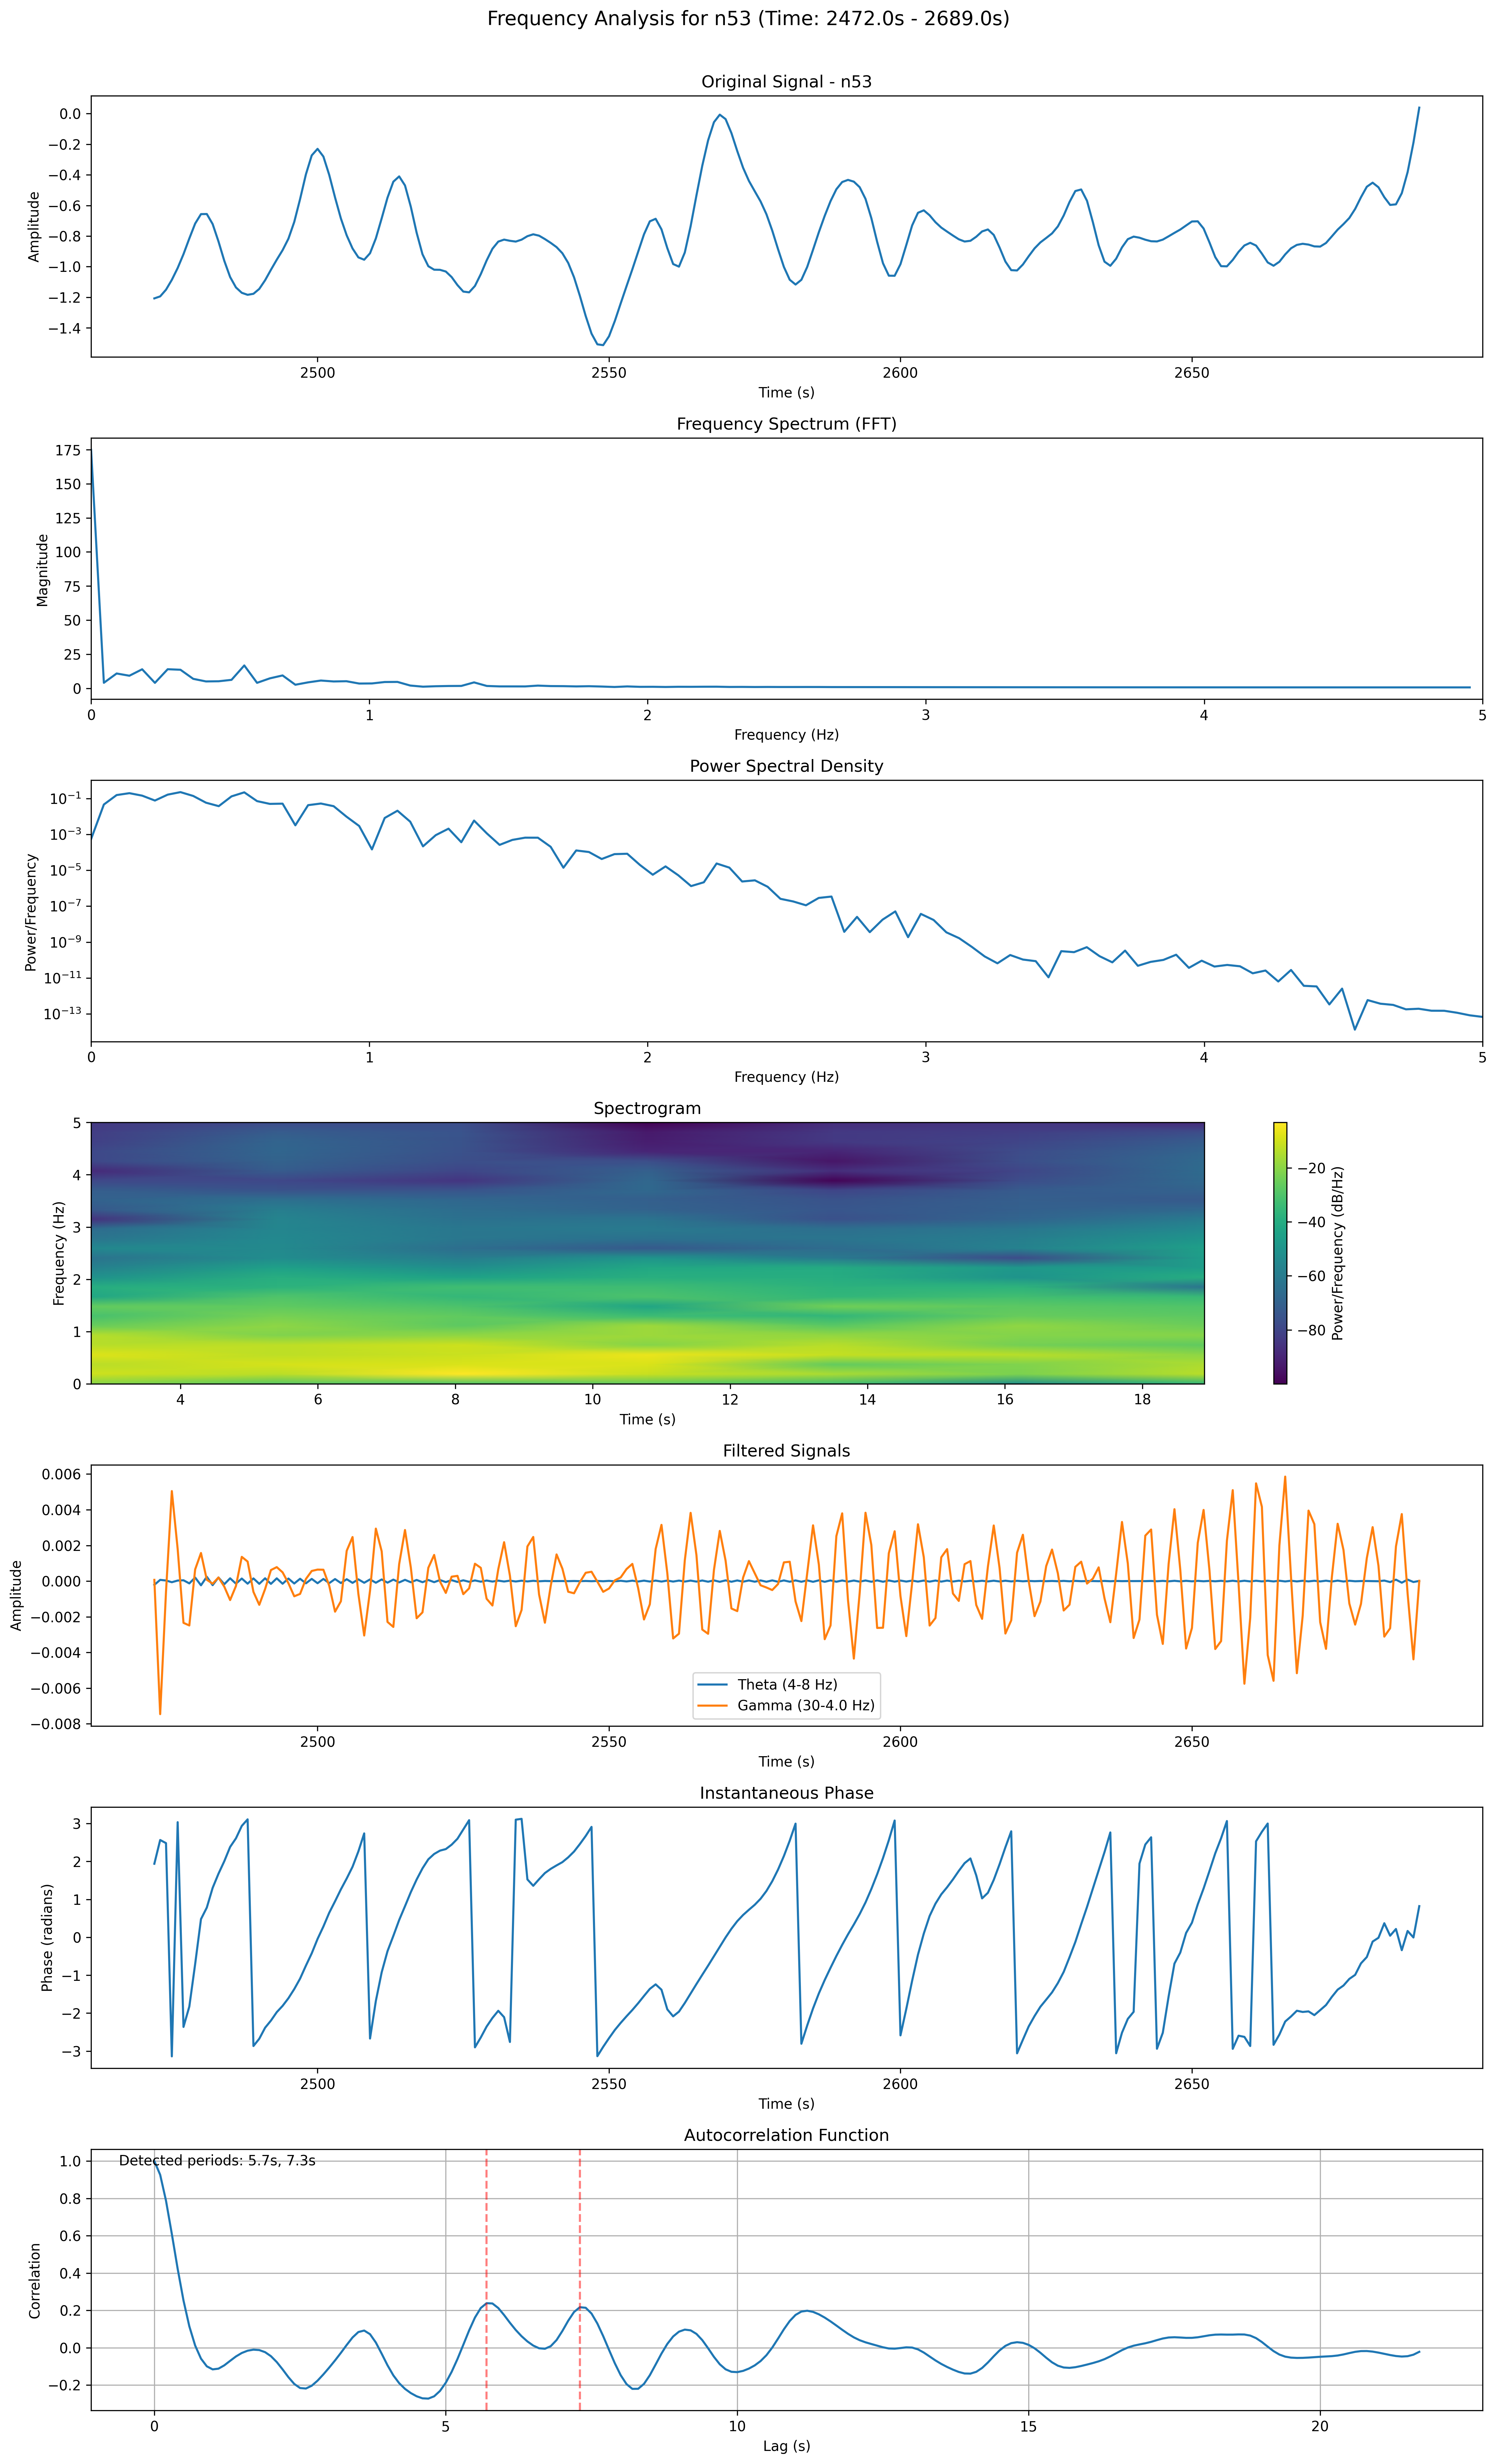 Frequency Analysis for n53 (Time: 2472.0s - 2689.0s)
Original Signal - n53
0.0
−0.2
−0.4
−0.6
−0.8
−1.0
−1.2
−1.4
Amplitude
2500 2550 2600 2650
Time (s)
Frequency Spectrum (FFT)
175
150
125
100
75
50
25
0
Magnitude
0 1 2 3 4 5
Frequency (Hz)
Power Spectral Density
10⁻¹
10⁻³
10⁻⁵
10⁻⁷
10⁻⁹
10⁻¹¹
10⁻¹³
Power/Frequency
0 1 2 3 4 5
Frequency (Hz)
Spectrogram
5
4
3
2
1
0
Frequency (Hz)
4 6 8 10 12 14 16 18
Time (s)
−20
−40
−60
−80
Power/Frequency (dB/Hz)
Filtered Signals
0.006
0.004
0.002
0.000
−0.002
−0.004
−0.006
−0.008
Amplitude
Theta (4-8 Hz)
Gamma (30-4.0 Hz)
2500 2550 2600 2650
Time (s)
Instantaneous Phase
3
2
1
0
−1
−2
−3
Phase (radians)
2500 2550 2600 2650
Time (s)
Autocorrelation Function
Detected periods: 5.7s, 7.3s
1.0
0.8
0.6
0.4
0.2
0.0
−0.2
Correlation
0 5 10 15 20
Lag (s)